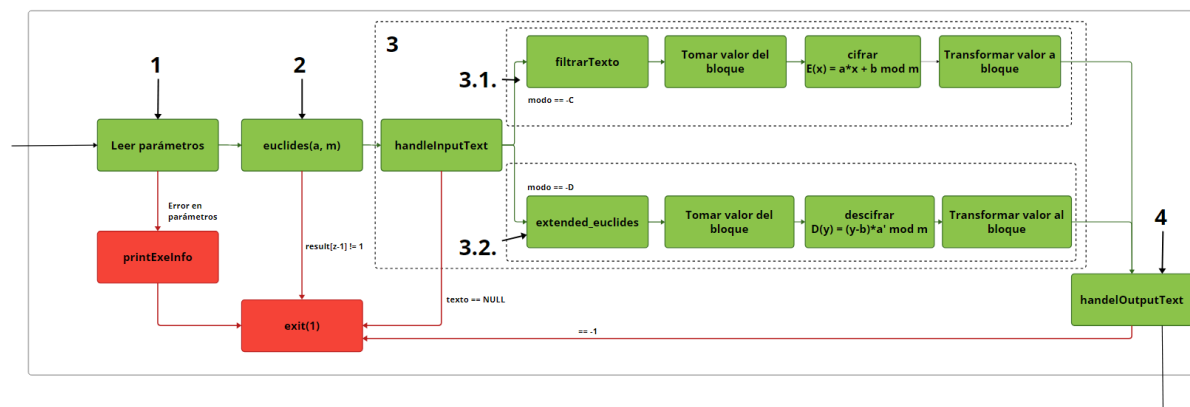 1
2
3
3.1.
filtrarTexto
Tomar valor del
bloque
cifrar
E(x) = a*x + b mod m
Transformar valor a
bloque
modo == -C
Leer parámetros
euclides(a, m)
handleInputText
modo == -D
3.2.
extended_euclides
Tomar valor del
bloque
descifrar
D(y) = (y-b)*a' mod m
Transformar valor al
bloque
Error en
parámetros
printExeInfo
result[z-1] != 1
texto == NULL
4
handelOutputText
exit(1)
== -1